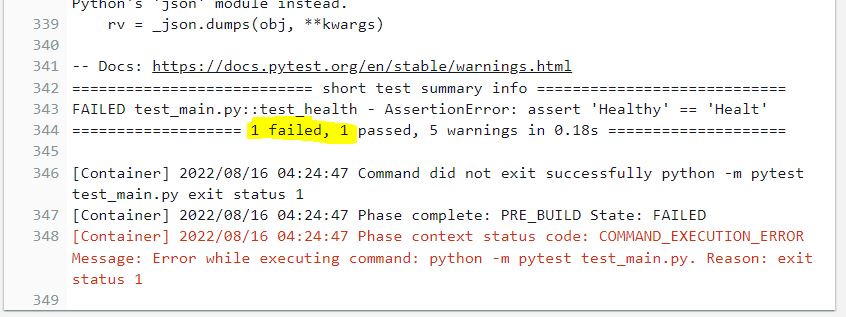 Python's 'json' module instead.
339 rv = _json.dumps(obj, **kwargs)
340
341 -- Docs: https://docs.pytest.org/en/stable/warnings.html
342 =========================== short test summary info ============================
343 FAILED test_main.py::test_health - AssertionError: assert 'Healthy' == 'Healt'
344 =================== 1 failed, 1 passed, 5 warnings in 0.18s ====================
345
346 [Container] 2022/08/16 04:24:47 Command did not exit successfully python -m pytest
test_main.py exit status 1
347 [Container] 2022/08/16 04:24:47 Phase complete: PRE_BUILD State: FAILED
348 [Container] 2022/08/16 04:24:47 Phase context status code: COMMAND_EXECUTION_ERROR
Message: Error while executing command: python -m pytest test_main.py. Reason: exit
status 1
349